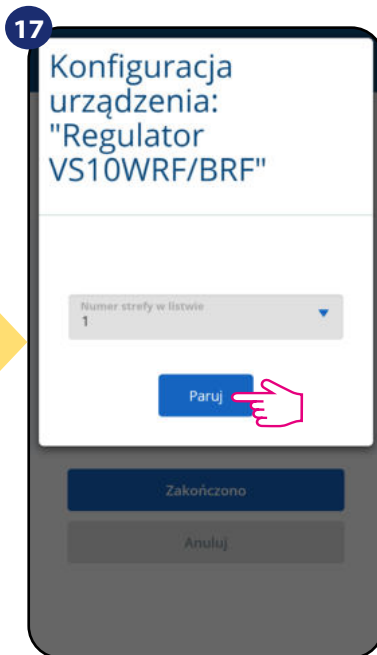 17
Konfiguracja
urządzenia:
"Regulator
VS10WRF/BRF"
Numer strefy w listwie
1
Paruj
Zakończono
Anuluj